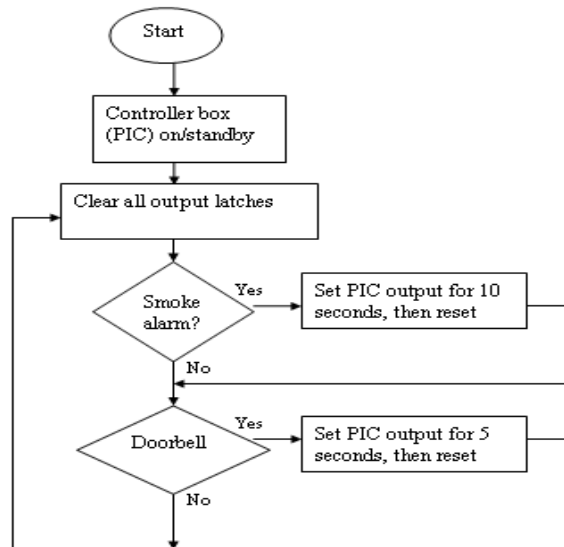 Start
Controller box
(PIC) on/standby
Clear all output latches
Smoke
alarm?
Yes
Set PIC output for 10
seconds, then reset
No
Doorbell
Yes
Set PIC output for 5
seconds, then reset
No